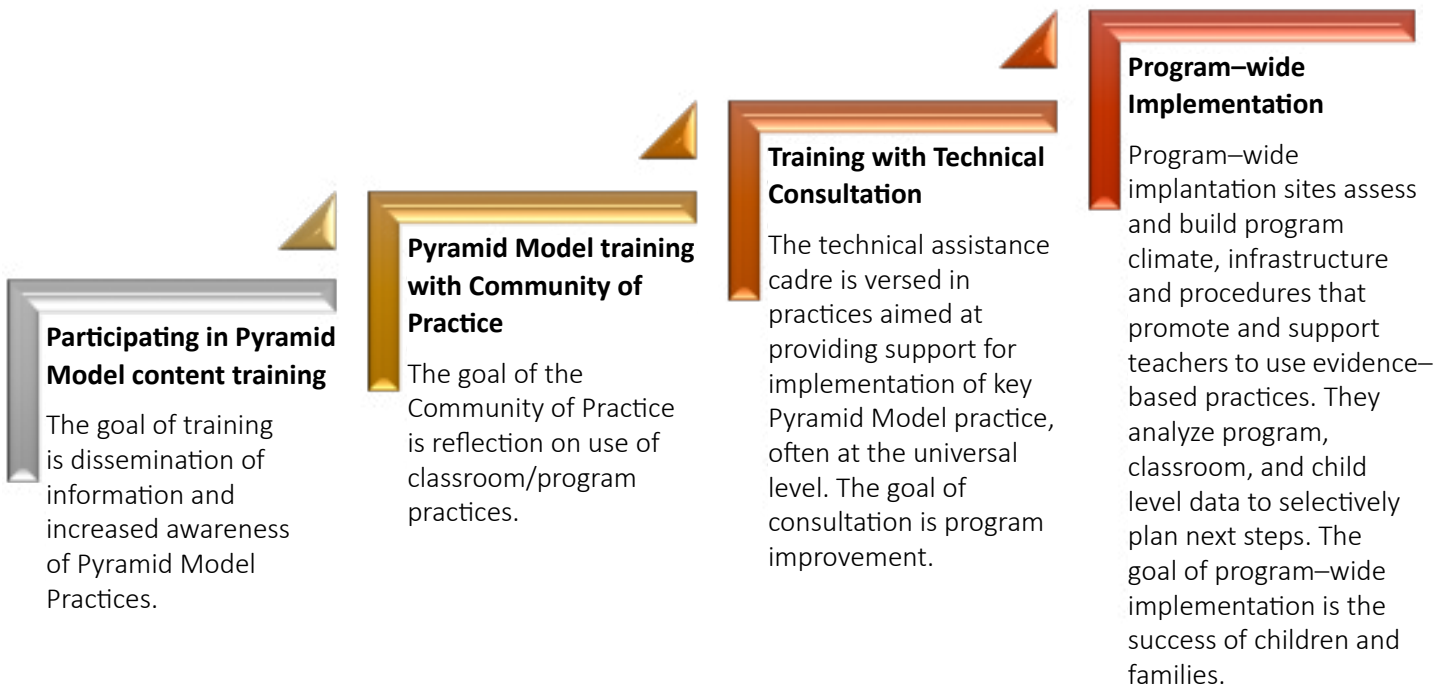 Participating in Pyramid
Model content training
The goal of training
is dissemination of
information and
increased awareness
of Pyramid Model
Practices.
Pyramid Model training
with Community of
Practice
The goal of the
Community of Practice
is reflection on use of
classroom/program
practices.
Training with Technical
Consultation
The technical assistance
cadre is versed in
practices aimed at
providing support for
implementation of key
Pyramid Model practice,
often at the universal
level. The goal of
consultation is program
improvement.
Program–wide
Implementation
Program–wide
implantation sites assess
and build program
climate, infrastructure
and procedures that
promote and support
teachers to use evidence–
based practices. They
analyze program,
classroom, and child
level data to selectively
plan next steps. The
goal of program–wide
implementation is the
success of children and
families.